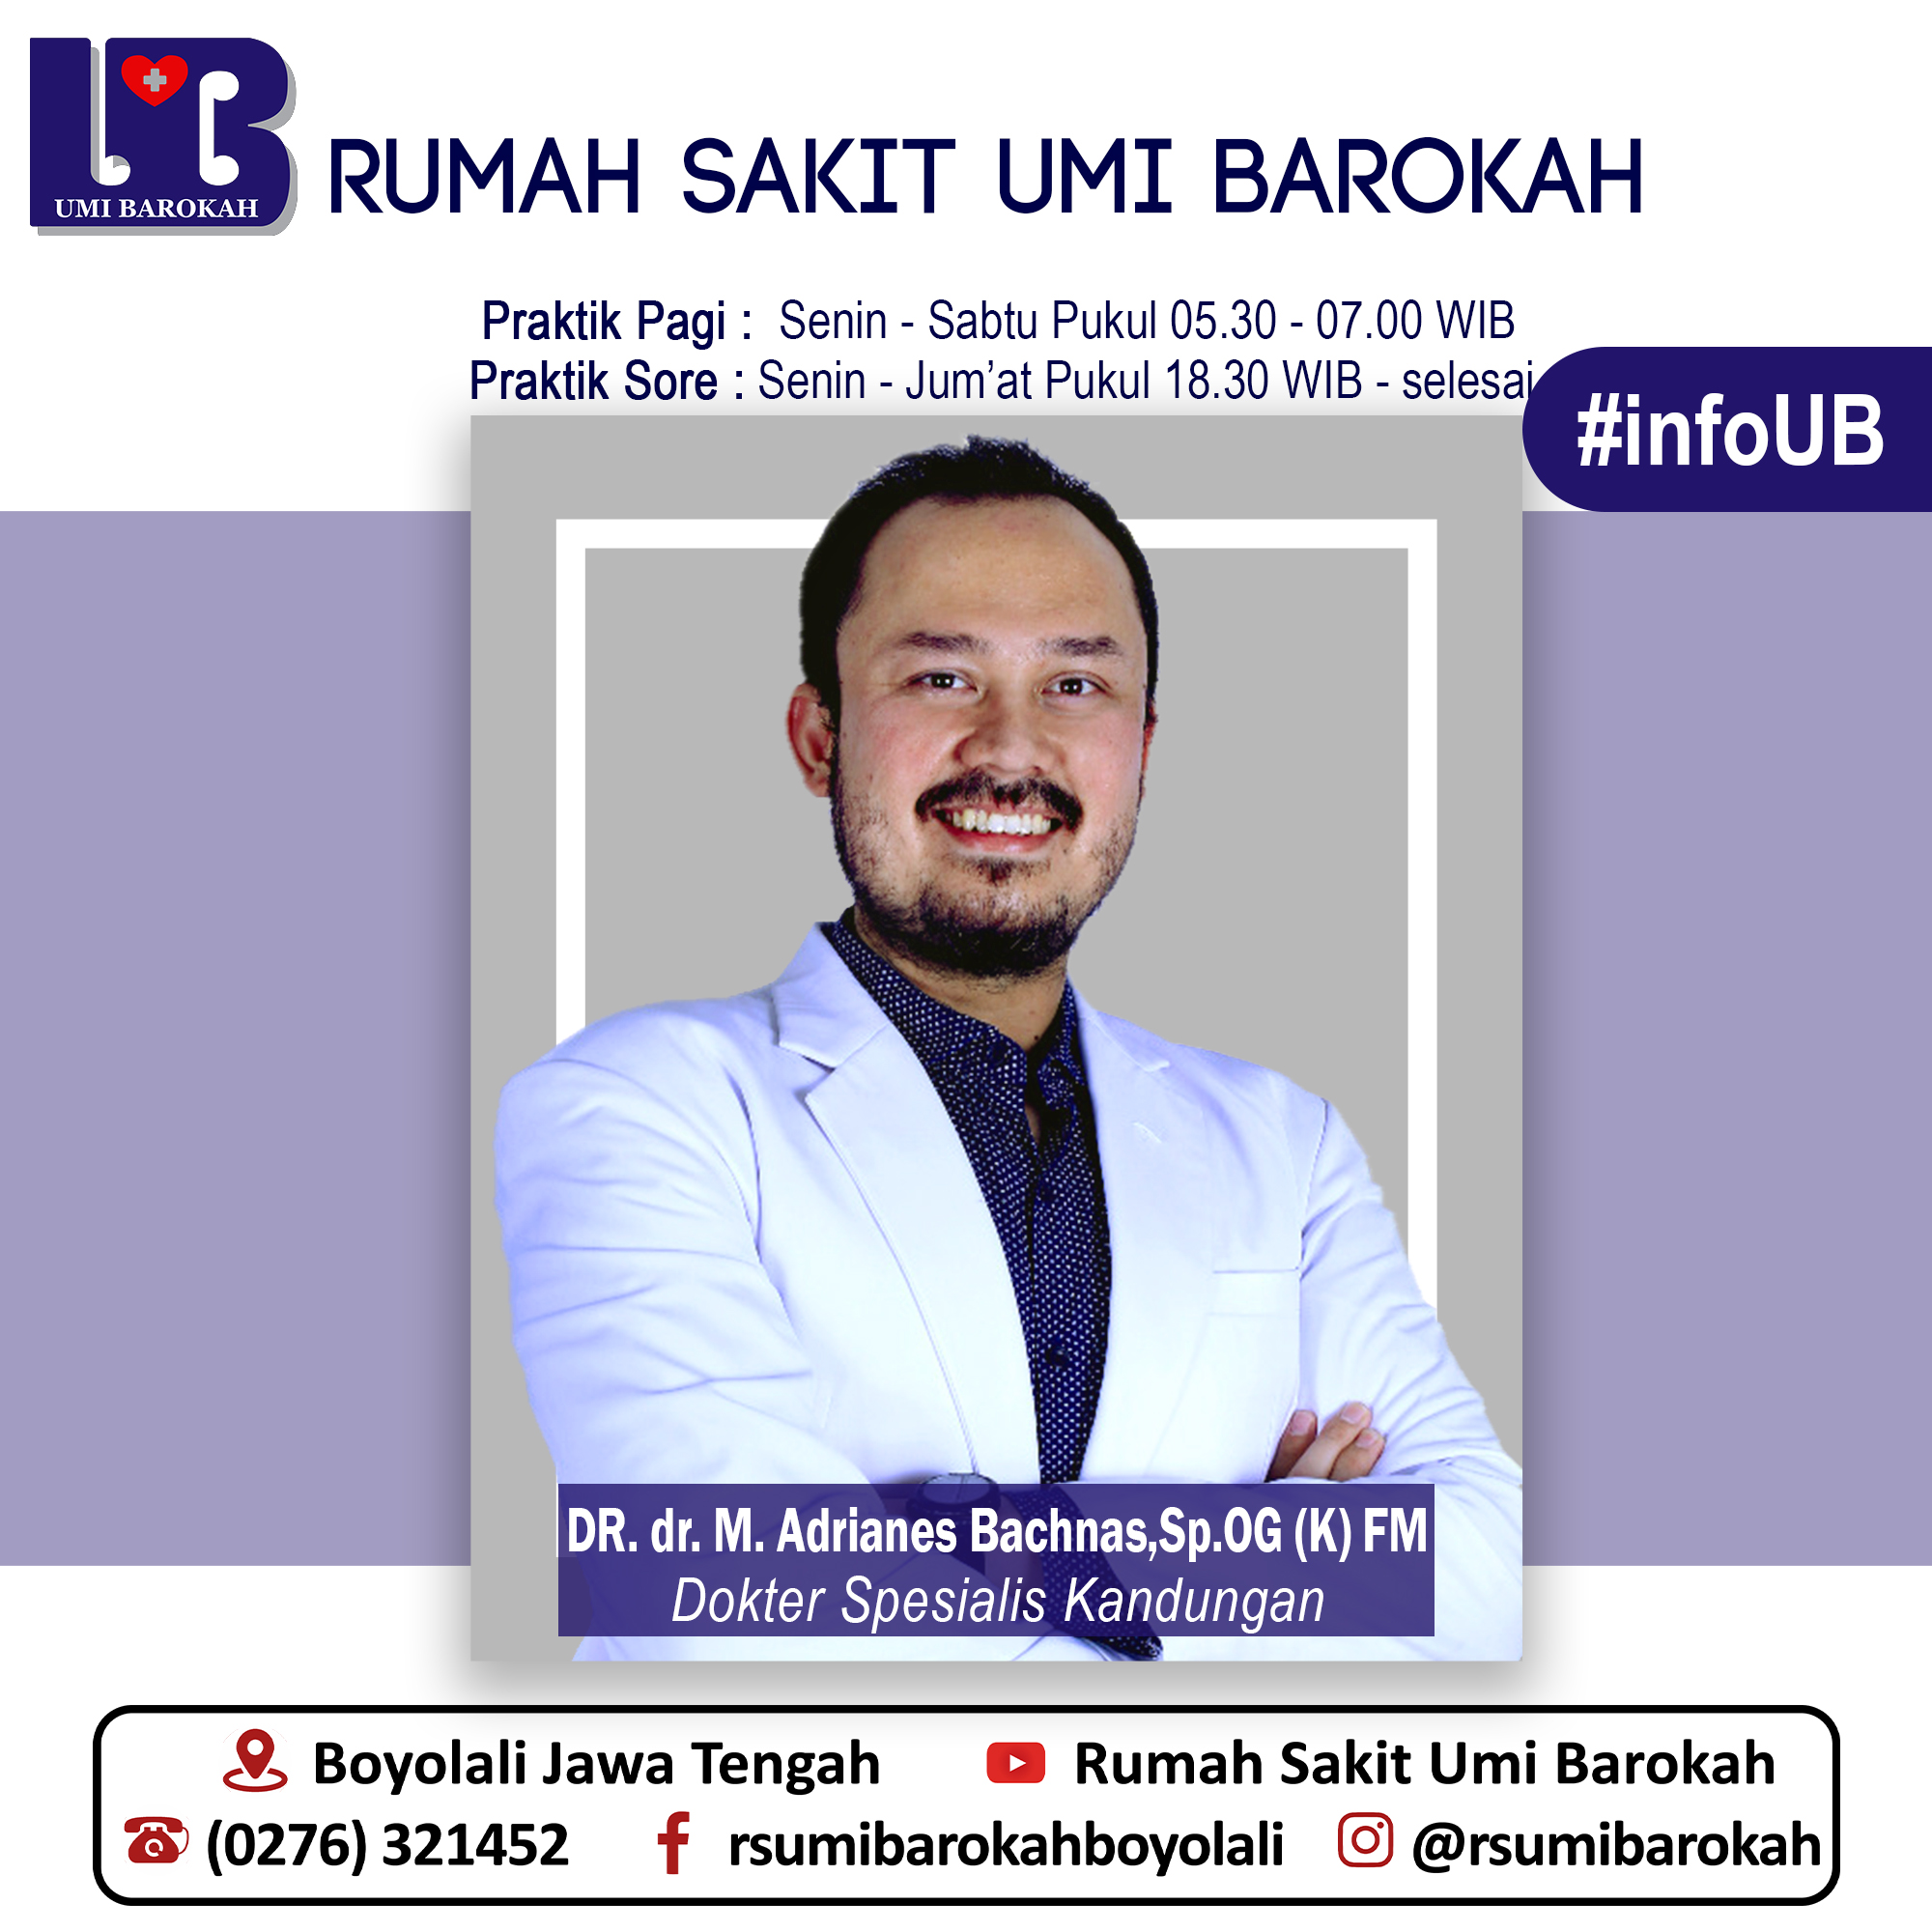 UMI BAROKAH
RUMAH SAKIT UMI BAROKAH
Praktik Pagi : Senin - Sabtu Pukul 05.30 - 07.00 WIB
Praktik Sore : Senin - Jum'at Pukul 18.30 WIB - selesai
#infoUB
DR. dr. M. Adrianes Bachnas,Sp.OG (K) FM
Dokter Spesialis Kandungan
Boyolali Jawa Tengah Rumah Sakit Umi Barokah
(0276) 321452 rsumibarokahboyolali @rsumibarokah